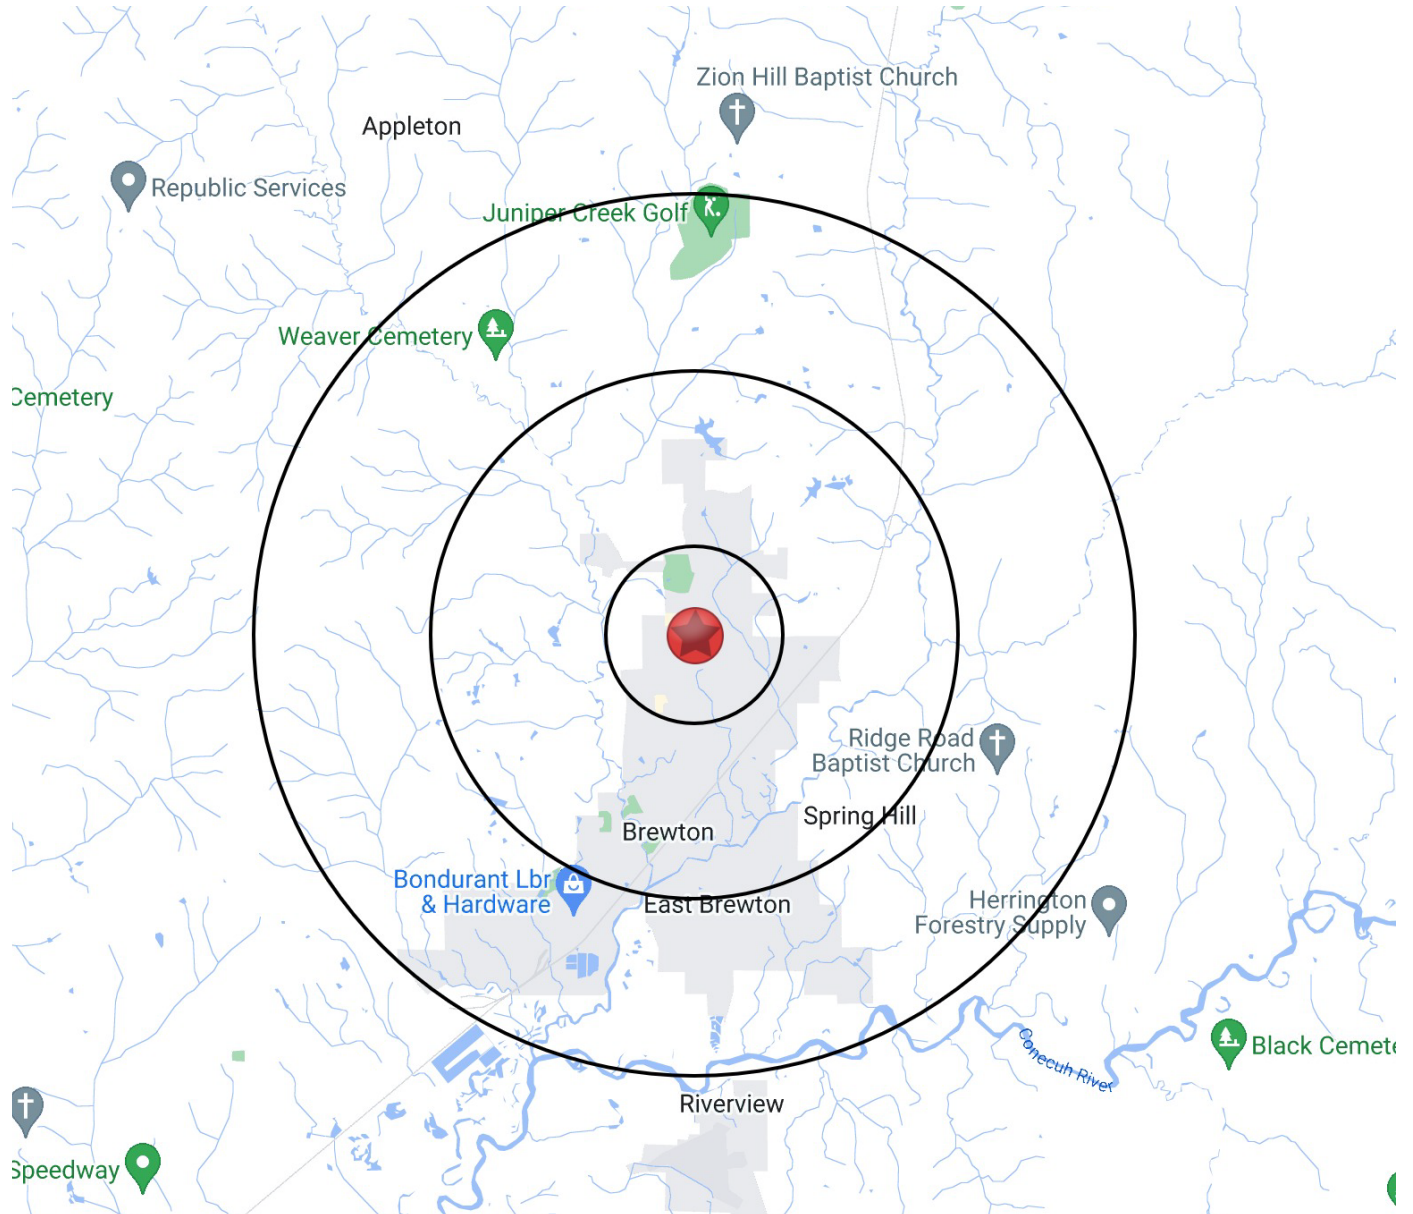 Zion Hill Baptist Church
Appleton
Republic Services
Juniper Creek Golf
Weaver Cemetery
Cemetery
Ridge Road
Baptist Church
Spring Hill
Brewton
Bondurant Lbr
& Hardware
East Brewton
Herrington
Forestry Supply
Conecuh River
Black Cemete
Riverview
Speedway